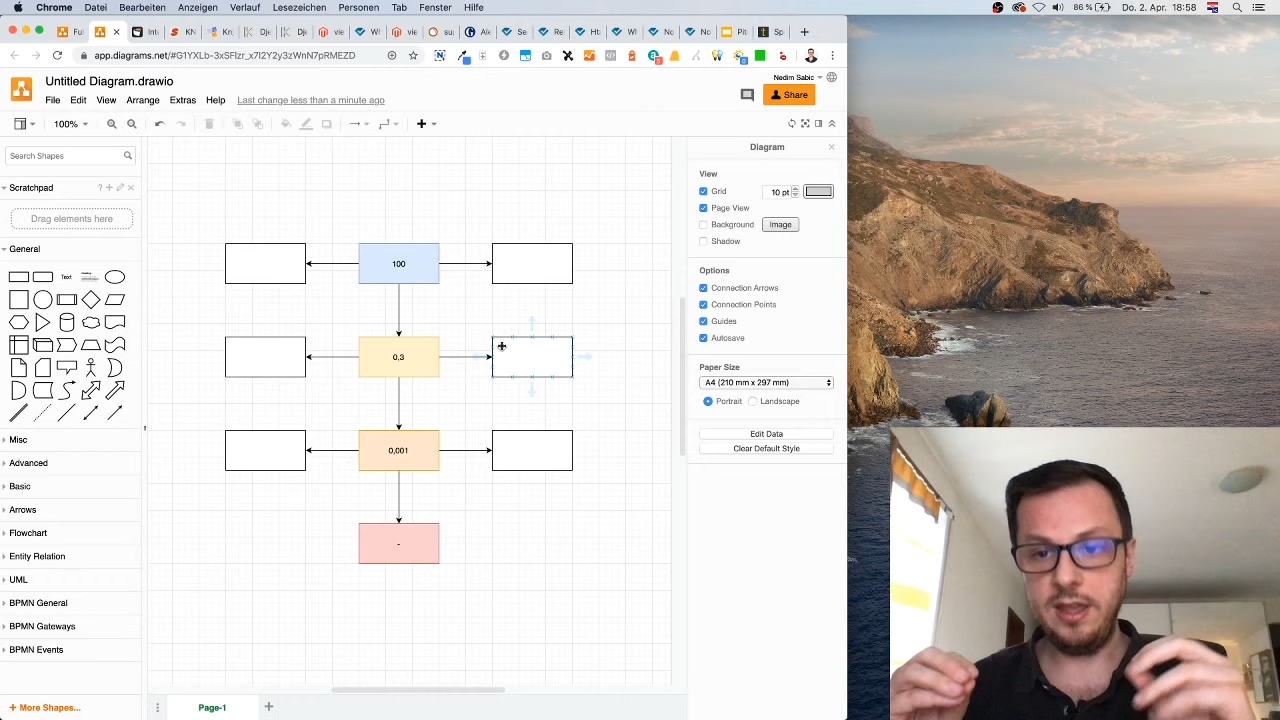 Chrome Datei Bearbeiten Anzeigen Verlauf Lesezeichen Personen Tab Fenster Hilfe 86 % Do. 2. Apr. 18:58
app.diagrams.net/#G1YXLb-3xSFIzr_x7l2Y2y3zWnN7pRMEZB
Untitled Diagram.drawio
Nedim Sabic
File Edit View Arrange Extras Help Last change less than a minute ago
Share
100%
Search Shapes
Diagram
Scratchpad
Drag elements here
General
Text
Misc
Advanced
Basic
Arrows
Flowchart
Entity Relation
UML
BPMN General
BPMN Gateways
BPMN Events
+ More Shapes...
100
0,3
0,001
-
View
Grid 10 pt
Page View
Background Image
Shadow
Options
Connection Arrows
Connection Points
Guides
Autosave
Paper Size
A4 (210 mm x 297 mm)
Portrait Landscape
Edit Data
Clear Default Style
Page-1